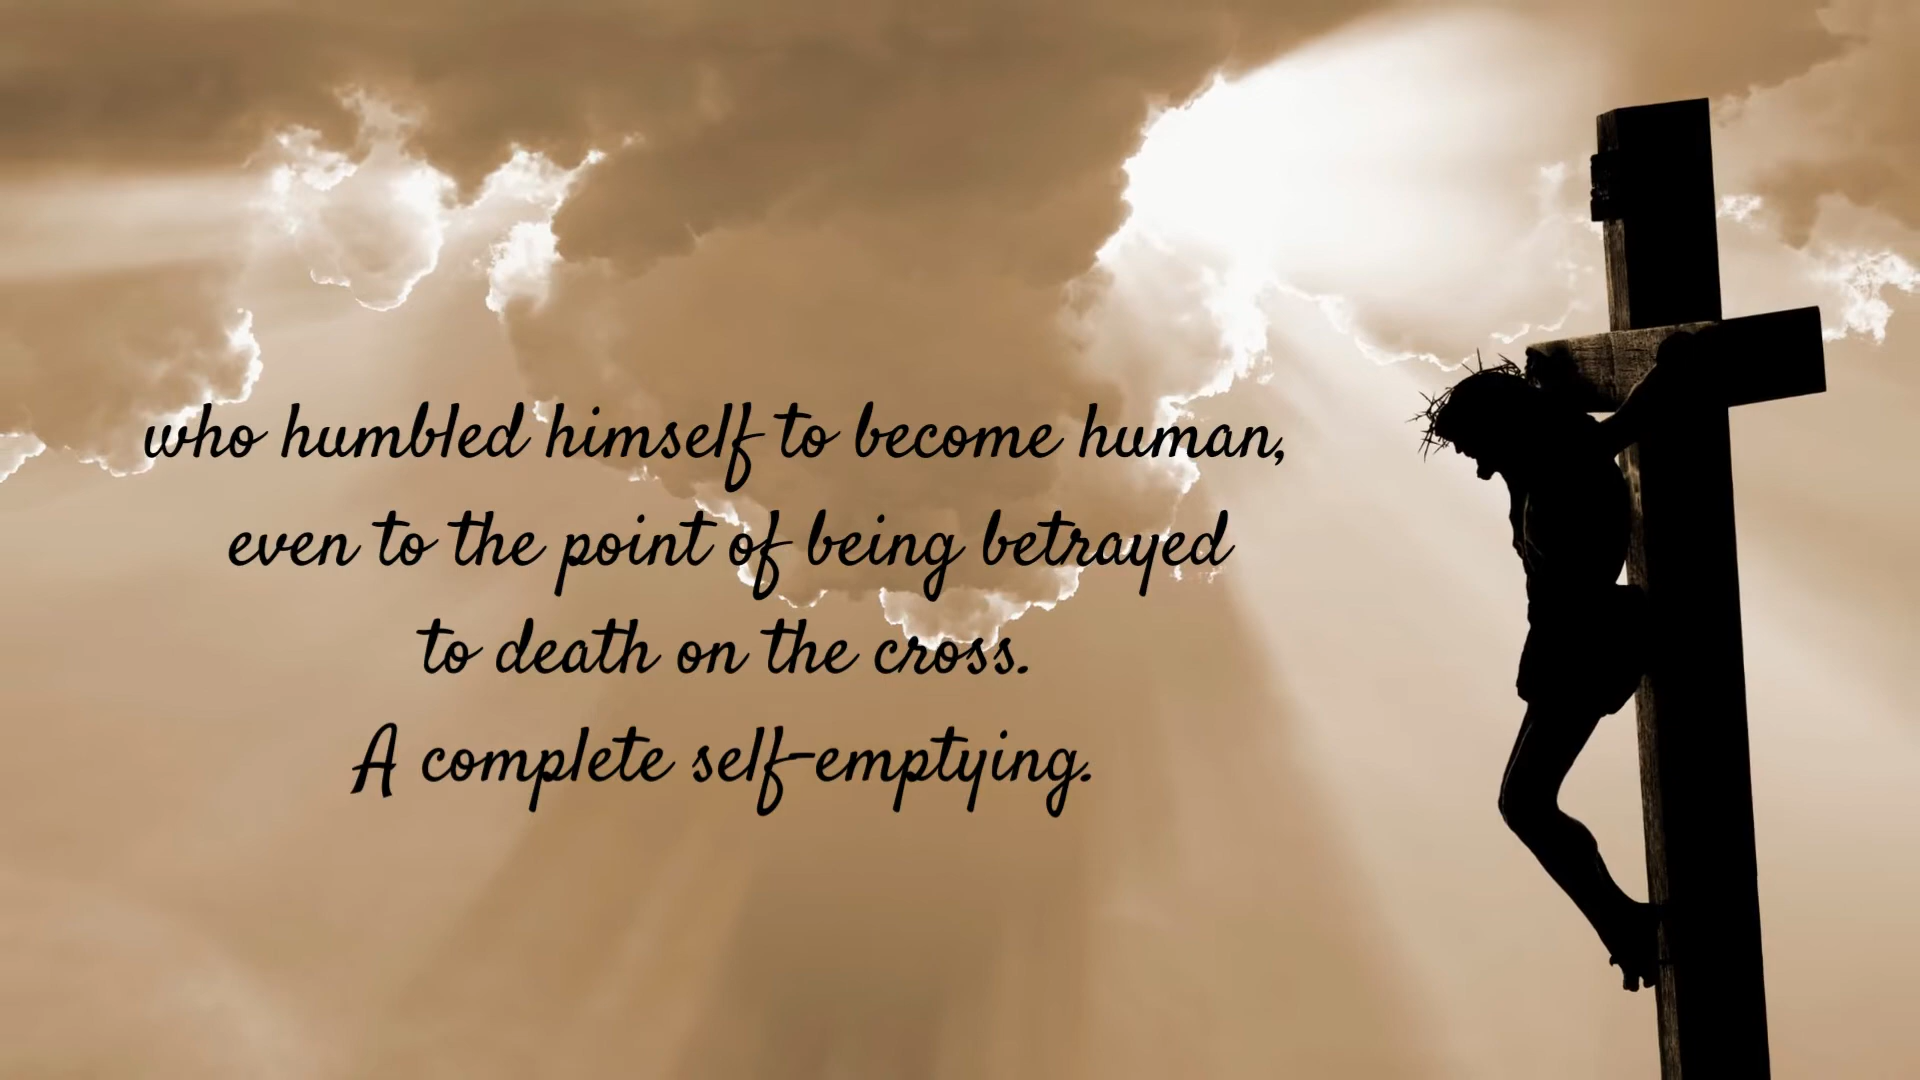 who humbled himself to become human,
even to the point of being betrayed
to death on the cross.
A complete self-emptying.